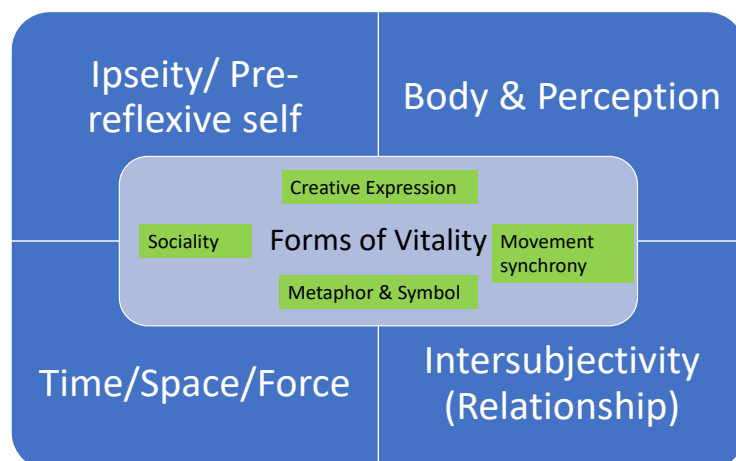 Ipseity/ Pre-
reflexive self
Body & Perception
Creative Expression
Sociality
Forms of Vitality
Movement
synchrony
Metaphor & Symbol
Time/Space/Force
Intersubjectivity
(Relationship)